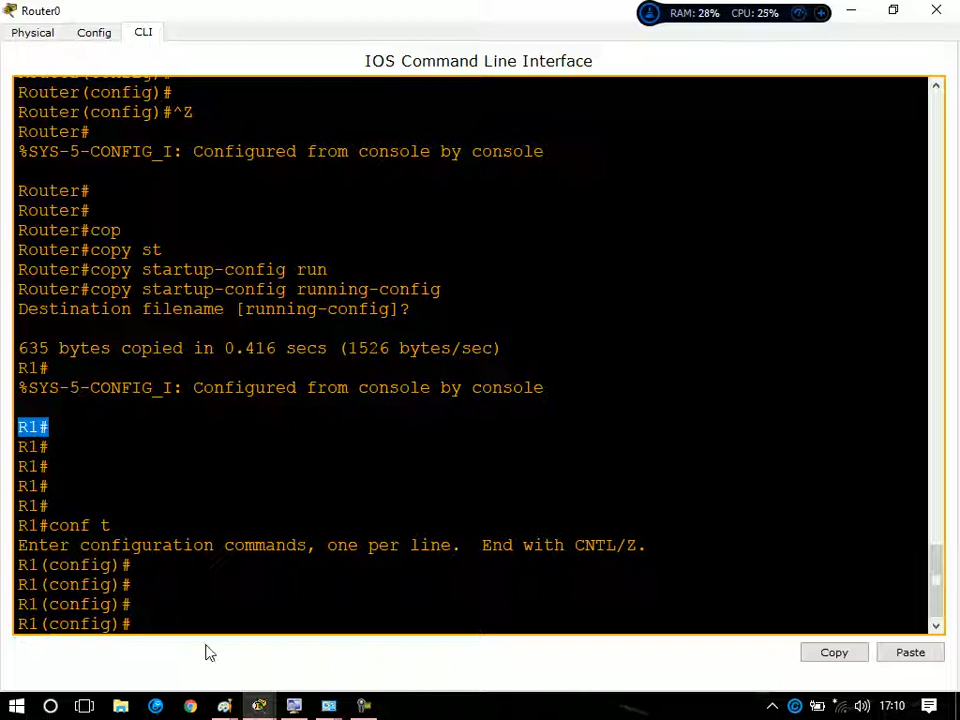 Router0
RAM: 28% CPU: 25%
Physical Config CLI
IOS Command Line Interface
Router(config)#
Router(config)#
Router(config)#^Z
Router#
%SYS-5-CONFIG_I: Configured from console by console
Router#
Router#
Router#cop
Router#copy st
Router#copy startup-config run
Router#copy startup-config running-config
Destination filename [running-config]?
635 bytes copied in 0.416 secs (1526 bytes/sec)
R1#
%SYS-5-CONFIG_I: Configured from console by console
R1#
R1#
R1#
R1#
R1#
R1#conf t
Enter configuration commands, one per line. End with CNTL/Z.
R1(config)#
R1(config)#
R1(config)#
R1(config)#
Copy Paste
17:10